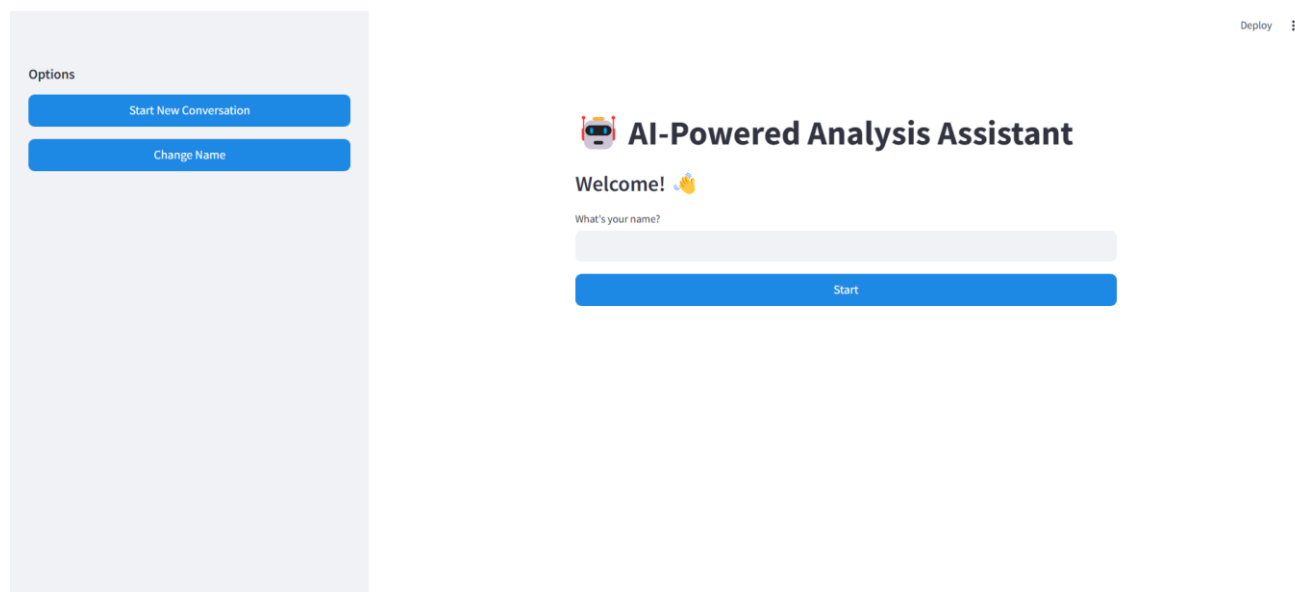 Deploy
Options
Start New Conversation
Change Name
AI-Powered Analysis Assistant
Welcome!
What's your name?
Start